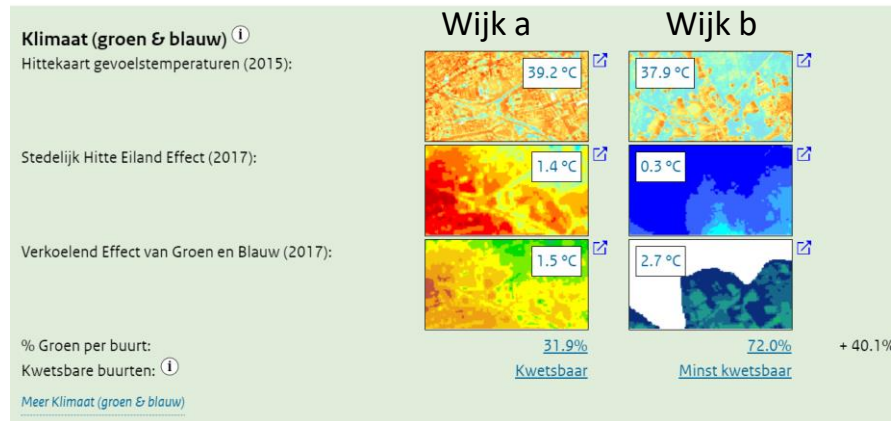 Wijk a Wijk b
Klimaat (groen & blauw) i
Hittekaart gevoelstemperaturen (2015): 39.2 °C 37.9 °C
Stedelijk Hitte Eiland Effect (2017): 1.4 °C 0.3 °C
Verkoelend Effect van Groen en Blauw (2017): 1.5 °C 2.7 °C
% Groen per buurt: 31.9% 72.0% + 40.1%
Kwetsbare buurten: i Kwetsbaar Minst kwetsbaar
Meer Klimaat (groen & blauw)